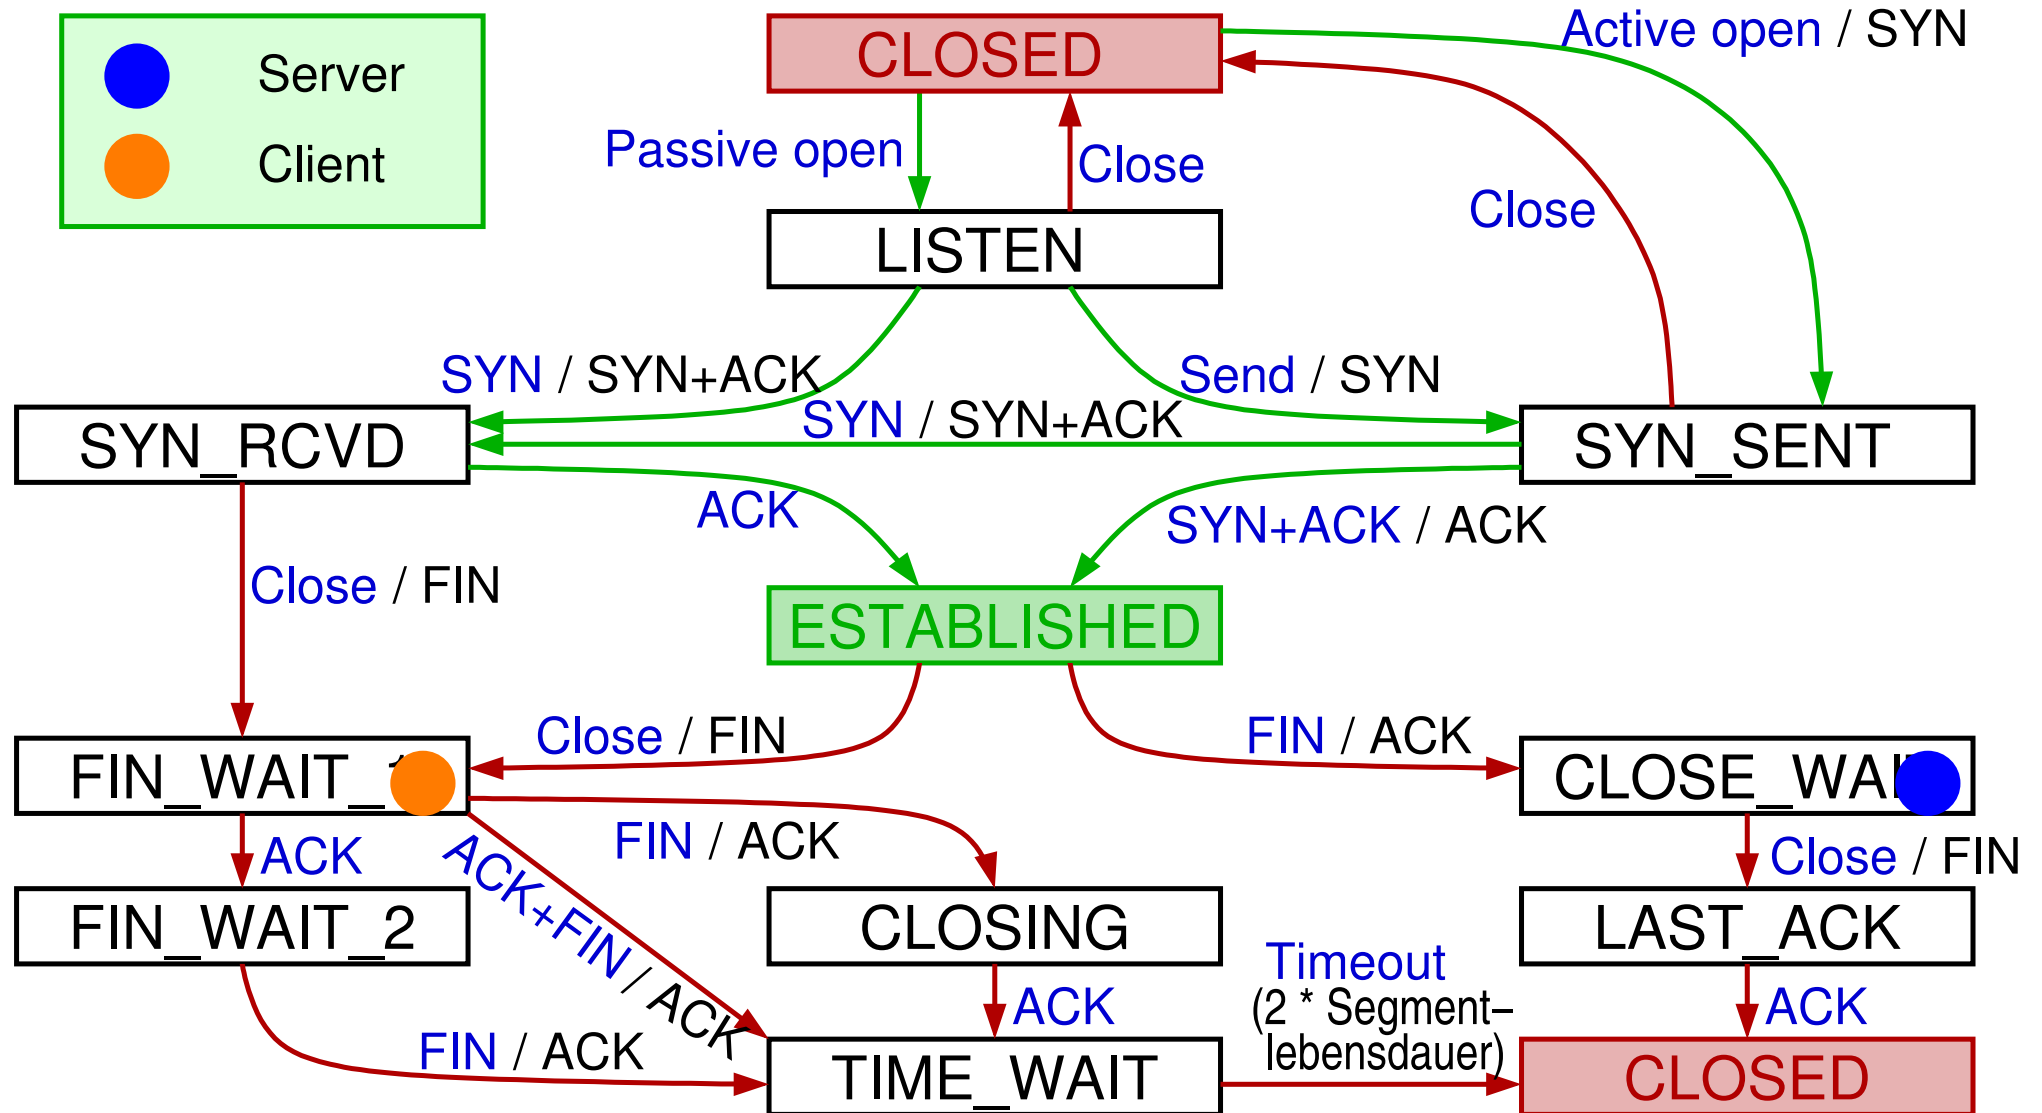 Server
Client
CLOSED
Active open / SYN
Passive open
Close
Close
LISTEN
SYN / SYN+ACK
Send / SYN
SYN / SYN+ACK
SYN_RCVD
SYN_SENT
ACK
SYN+ACK / ACK
Close / FIN
ESTABLISHED
Close / FIN
FIN / ACK
FIN_WAIT_1
CLOSE_WAIT
ACK
ACK+FIN / ACK
FIN / ACK
Close / FIN
FIN_WAIT_2
CLOSING
LAST_ACK
Timeout
(2 * Segment–
lebensdauer)
ACK
ACK
FIN / ACK
TIME_WAIT
CLOSED